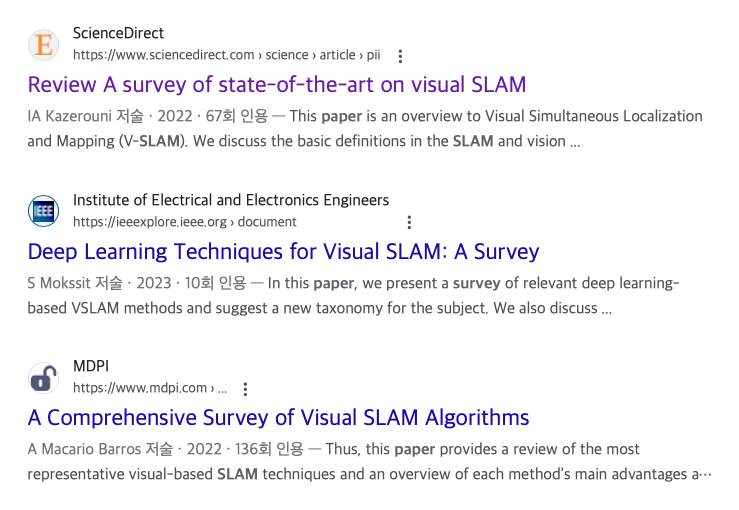 ScienceDirect
https://www.sciencedirect.com › science › article › pii
Review A survey of state-of-the-art on visual SLAM
IA Kazerouni 저술 · 2022 · 67회 인용 — This paper is an overview to Visual Simultaneous Localization
and Mapping (V-SLAM). We discuss the basic definitions in the SLAM and vision ...
IEEE
Institute of Electrical and Electronics Engineers
https://ieeexplore.ieee.org › document
Deep Learning Techniques for Visual SLAM: A Survey
S Mokssit 저술 · 2023 · 10회 인용 — In this paper, we present a survey of relevant deep learning-
based VSLAM methods and suggest a new taxonomy for the subject. We also discuss ...
MDPI
https://www.mdpi.com › ...
A Comprehensive Survey of Visual SLAM Algorithms
A Macario Barros 저술 · 2022 · 136회 인용 — Thus, this paper provides a review of the most
representative visual-based SLAM techniques and an overview of each method's main advantages a···